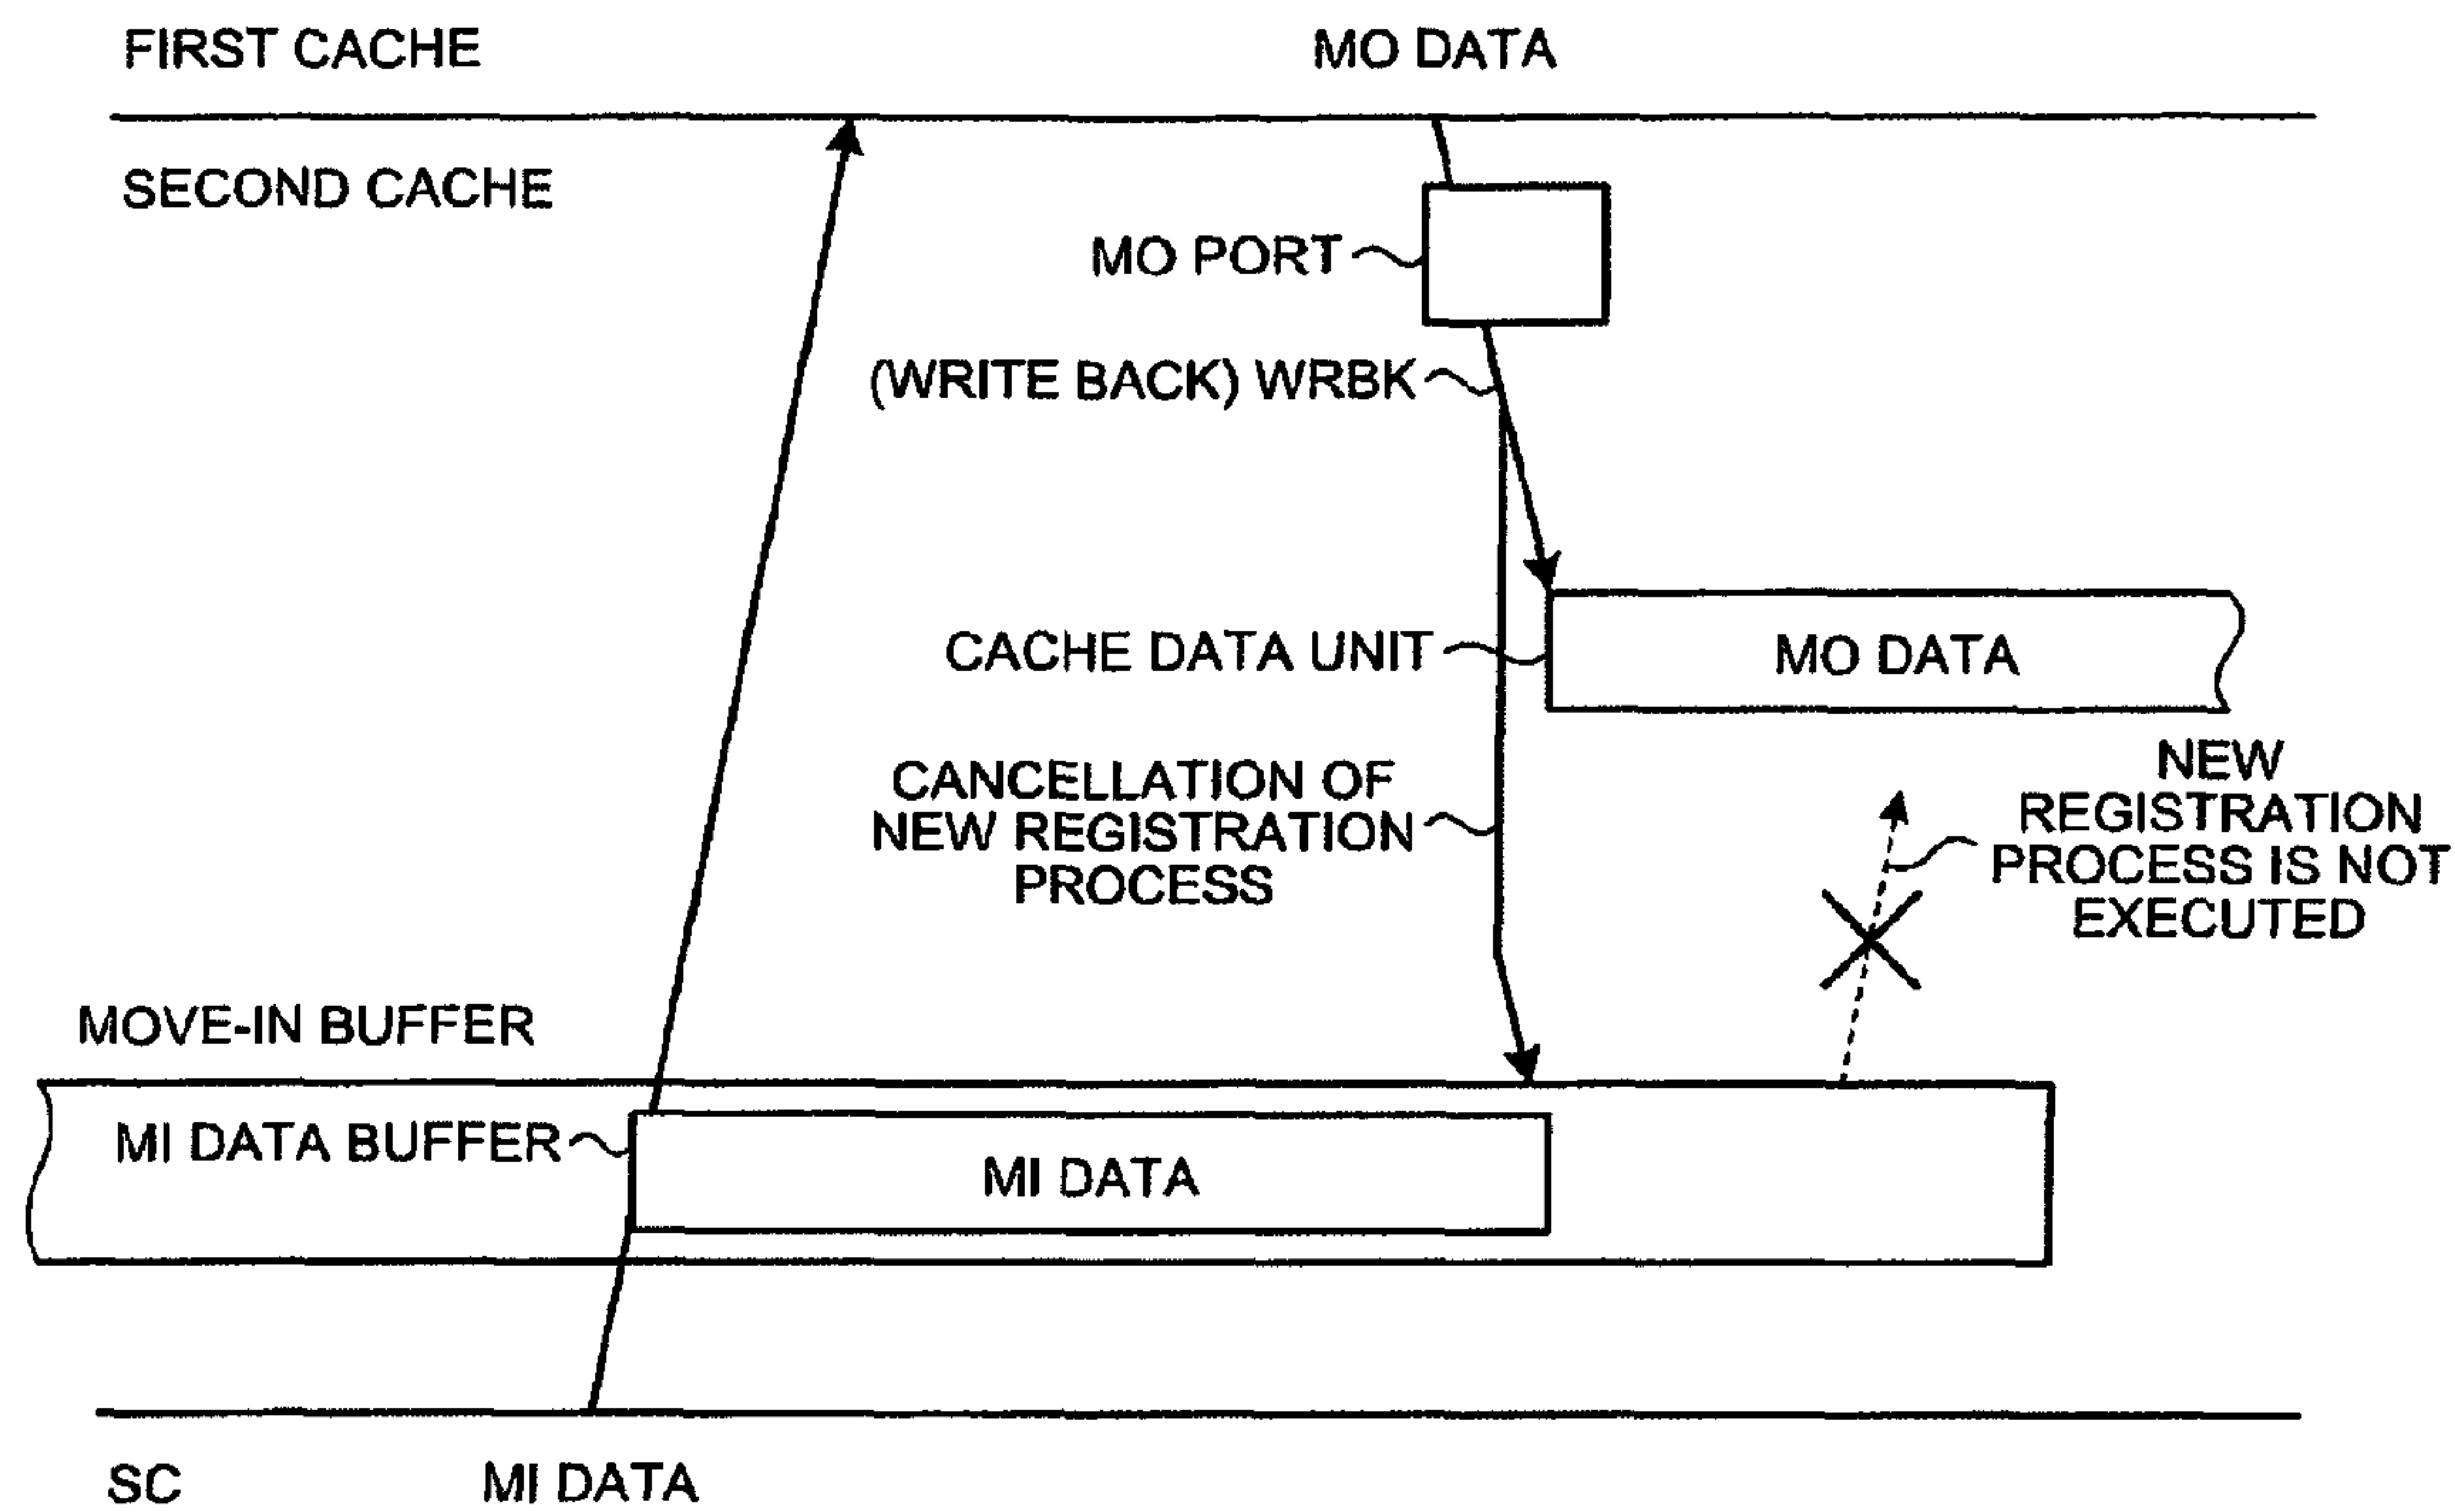 FIRST CACHE
MO DATA
SECOND CACHE
MO PORT
(WRITE BACK) WRBK
CACHE DATA UNIT
MO DATA
CANCELLATION OF
NEW REGISTRATION
PROCESS
NEW
REGISTRATION
PROCESS IS NOT
EXECUTED
MOVE-IN BUFFER
MI DATA BUFFER
MI DATA
SC
MI DATA